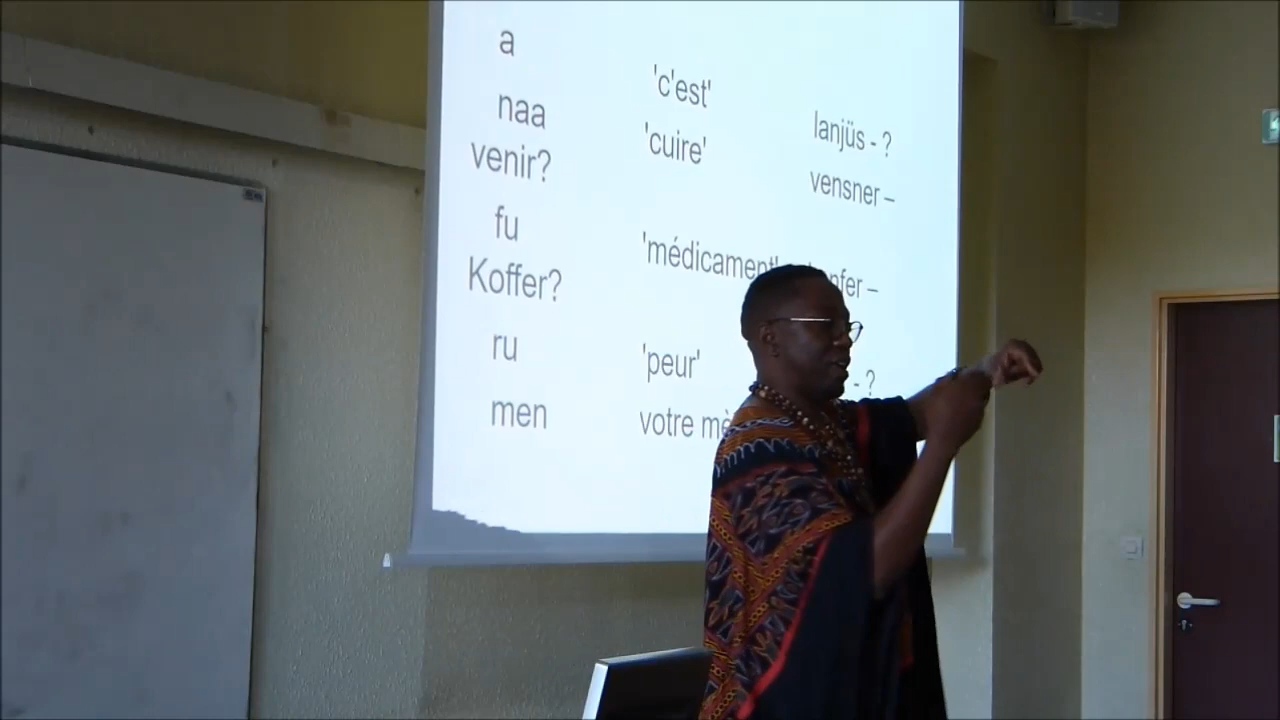 a
'c'est'
lanjüs - ?
naa
'cuire'
vensner –
venir?
fu
'médicament'
Koffer?
ru
'peur'
- ?
men
votre